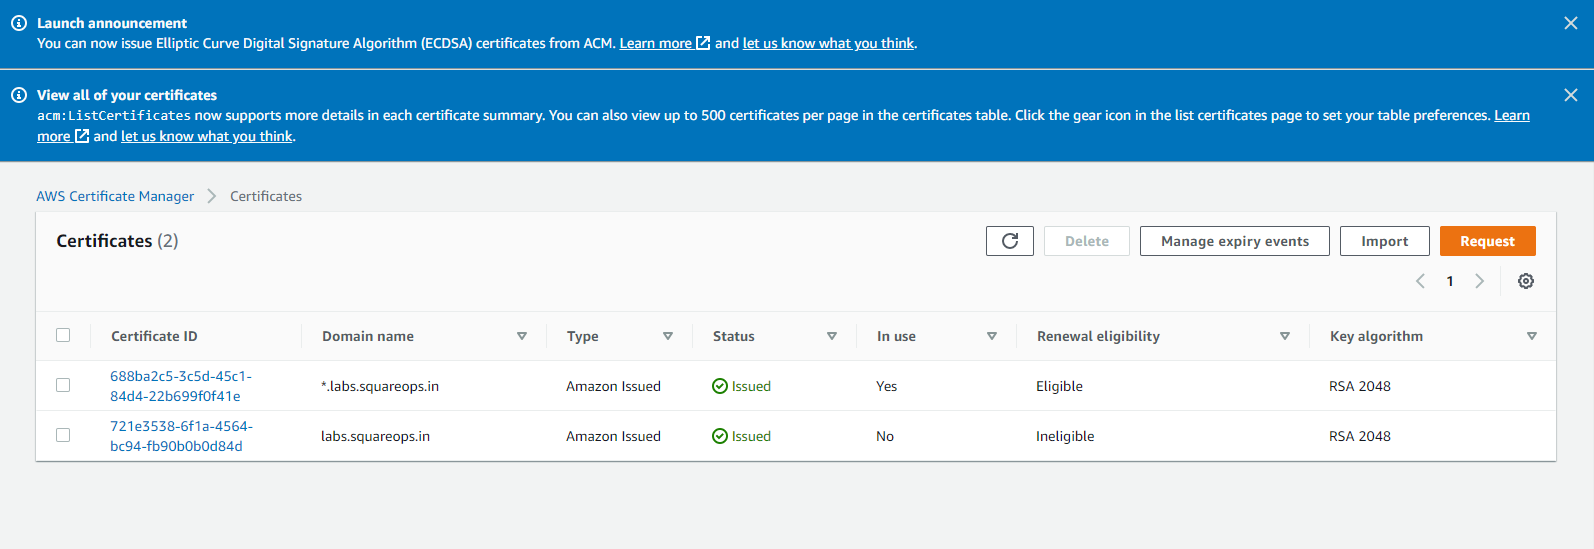 Launch announcement
You can now issue Elliptic Curve Digital Signature Algorithm (ECDSA) certificates from ACM. Learn more and let us know what you think.
View all of your certificates
acm:ListCertificates now supports more details in each certificate summary. You can also view up to 500 certificates per page in the certificates table. Click the gear icon in the list certificates page to set your table preferences. Learn
more and let us know what you think.
AWS Certificate Manager > Certificates
Certificates (2) Delete Manage expiry events Import Request
< 1 >
Certificate ID Domain name Type Status In use Renewal eligibility Key algorithm
688ba2c5-3c5d-45c1-
84d4-22b699f0f41e *.labs.squareops.in Amazon Issued Issued Yes Eligible RSA 2048
721e3538-6f1a-4564-
bc94-fb90b0b0d84d labs.squareops.in Amazon Issued Issued No Ineligible RSA 2048